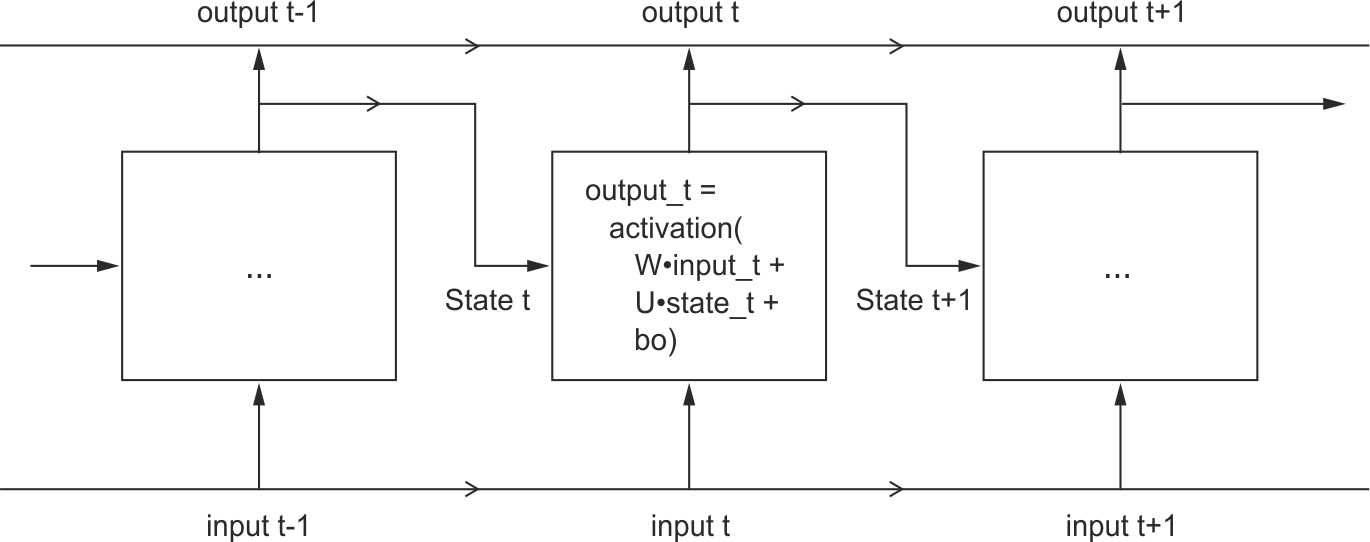 output t-1
output t
output t+1
output_t =
activation(
W•input_t +
U•state_t +
bo)
...
...
State t
State t+1
input t-1
input t
input t+1